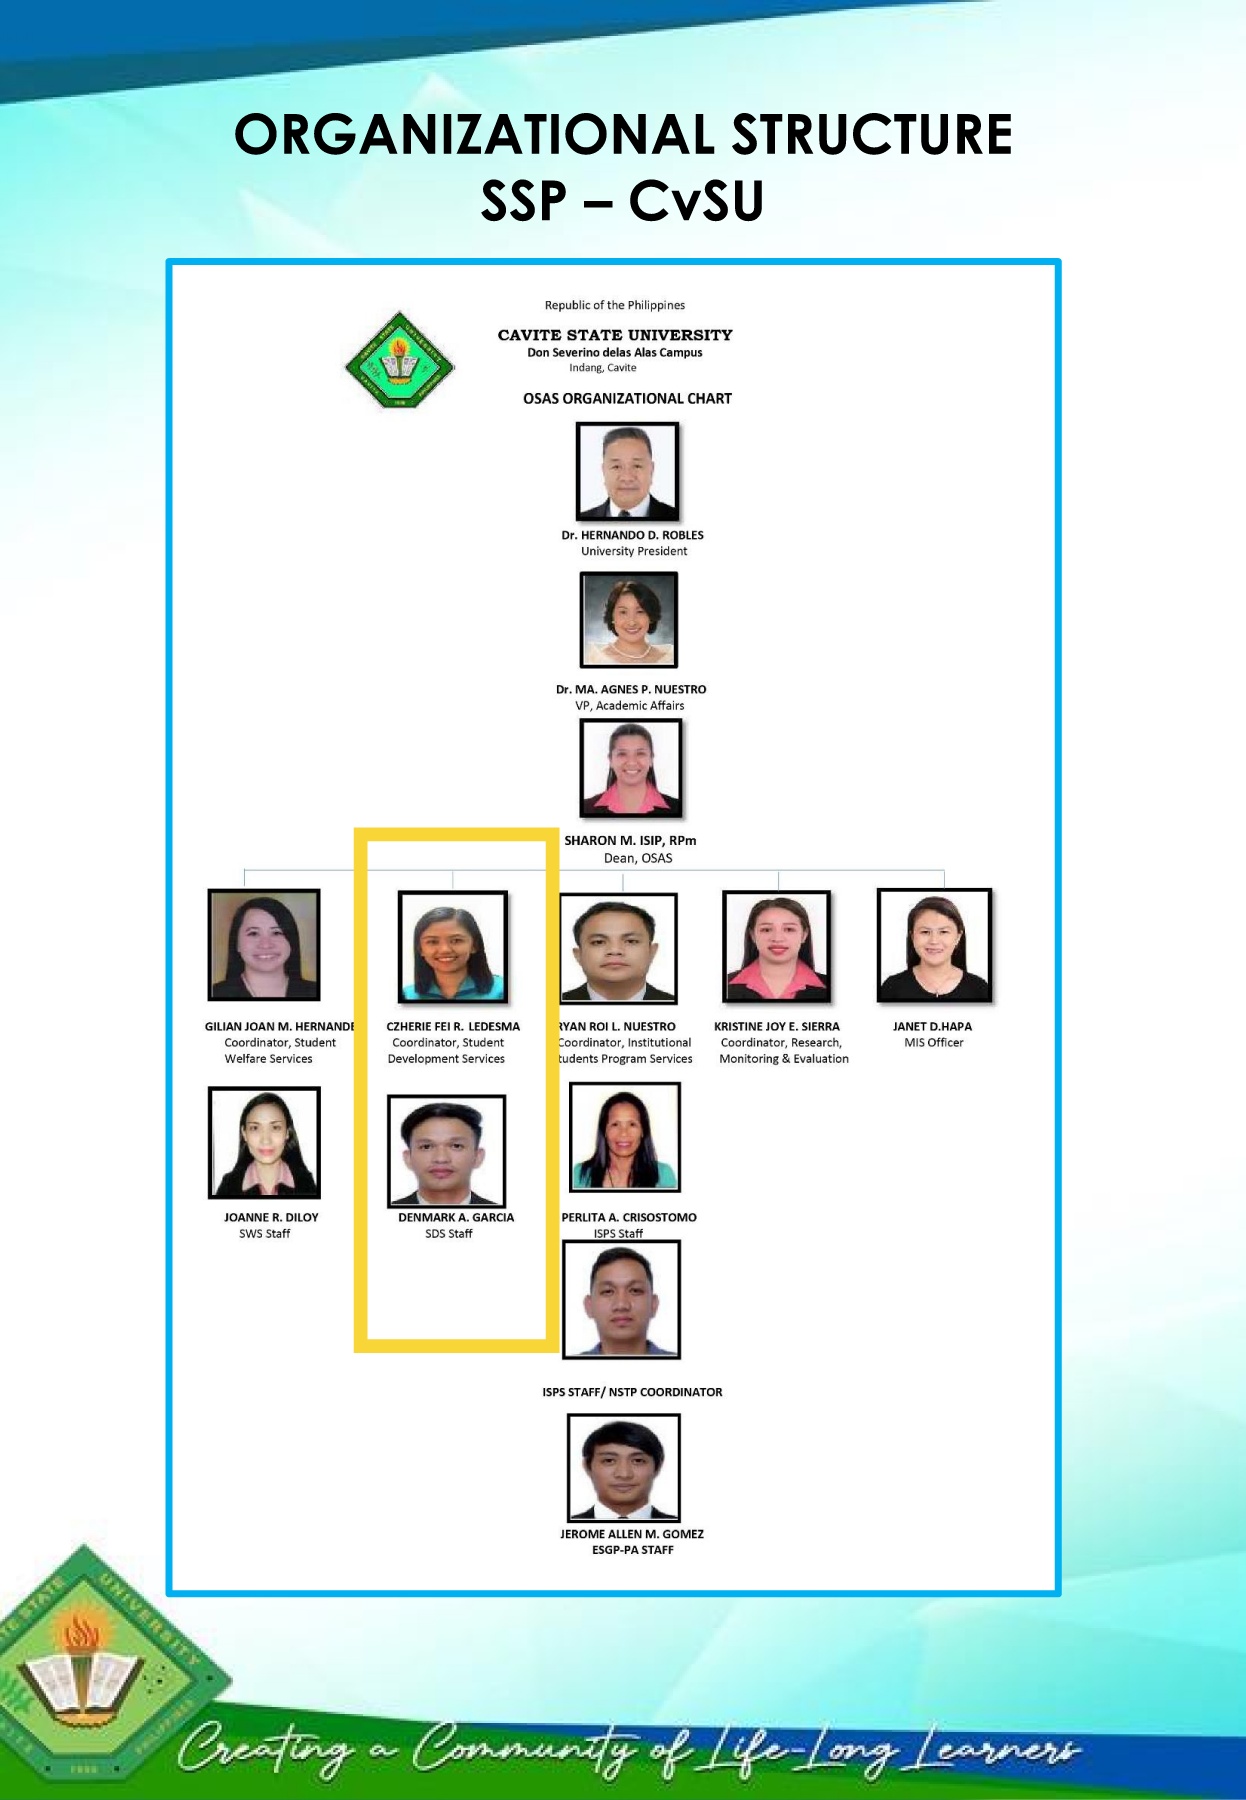 ORGANIZATIONAL STRUCTURE
SSP – CvSU
Republic of the Philippines
CAVITE STATE UNIVERSITY
Don Severino delas Alas Campus
Indang, Cavite
OSAS ORGANIZATIONAL CHART
Dr. HERNANDO D. ROBLES
University President
Dr. MA. AGNES P. NUESTRO
VP, Academic Affairs
SHARON M. ISIP, RPm
Dean, OSAS
GILIAN JOAN M. HERNANDE
Coordinator, Student
Welfare Services
CZHERIE FEI R. LEDESMA
Coordinator, Student
Development Services
RYAN ROI L. NUESTRO
Coordinator, Institutional
tudents Program Services
KRISTINE JOY E. SIERRA
Coordinator, Research,
Monitoring & Evaluation
JANET D.HAPA
MIS Officer
JOANNE R. DILOY
SWS Staff
DENMARK A. GARCIA
SDS Staff
PERLITA A. CRISOSTOMO
ISPS Staff
ISPS STAFF/ NSTP COORDINATOR
JEROME ALLEN M. GOMEZ
ESGP-PA STAFF
UNIVERSITY
Creating a Community of Life-Long Learners